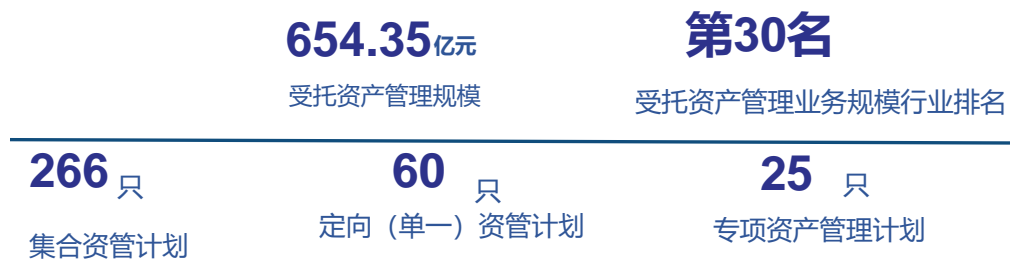 654.35亿元
第30名
受托资产管理规模
受托资产管理业务规模行业排名
266 只
60 只
25 只
集合资管计划
定向（单一）资管计划
专项资产管理计划